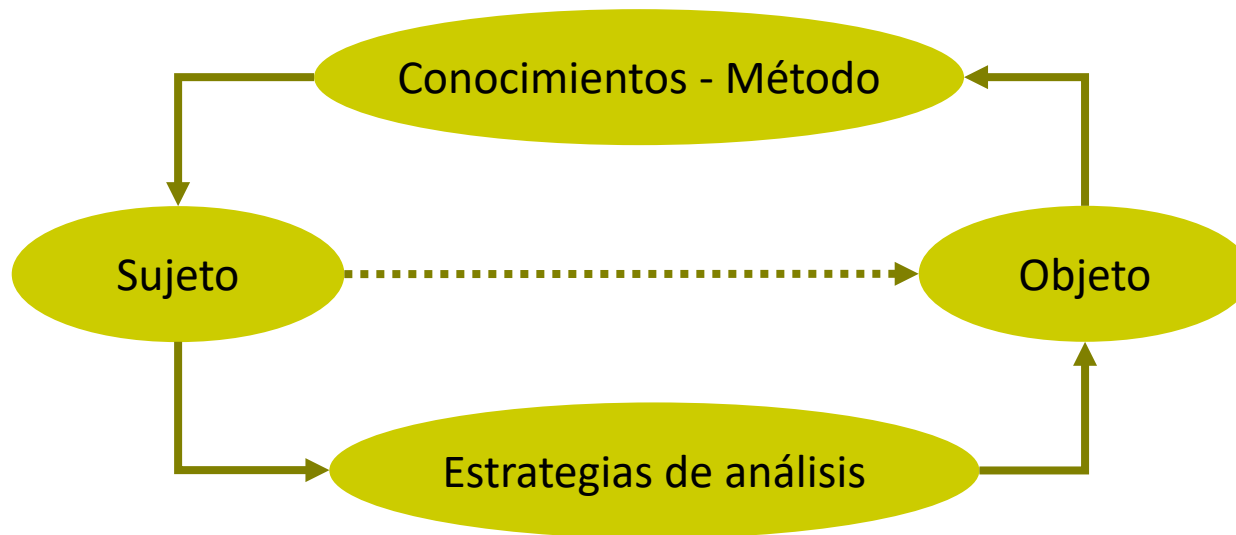 Conocimientos - Método
Sujeto
Objeto
Estrategias de análisis